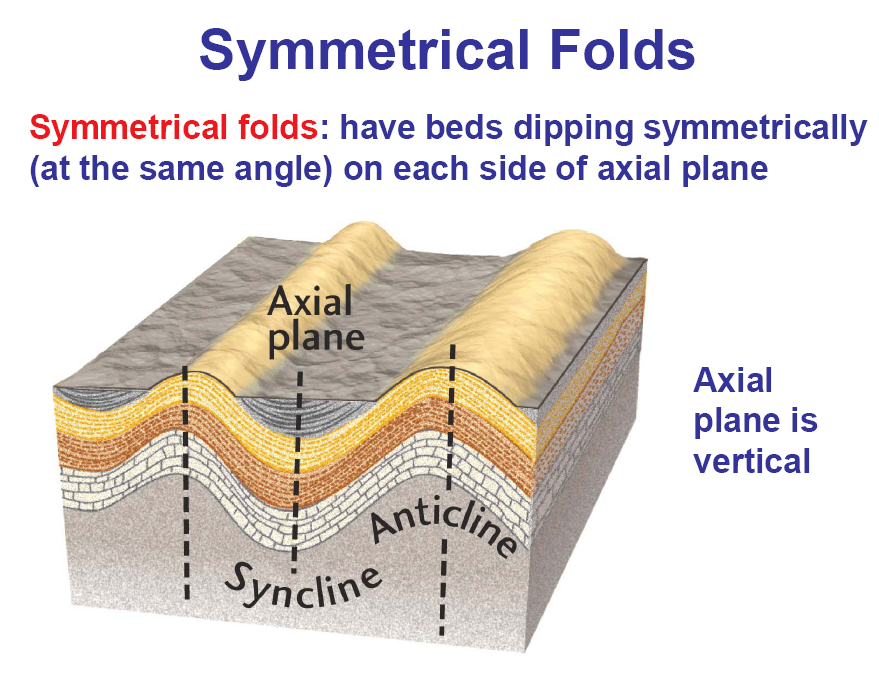 Symmetrical Folds
Symmetrical folds: have beds dipping symmetrically
(at the same angle) on each side of axial plane
Axial
plane
Axial
plane is
vertical
Anticline
Syncline